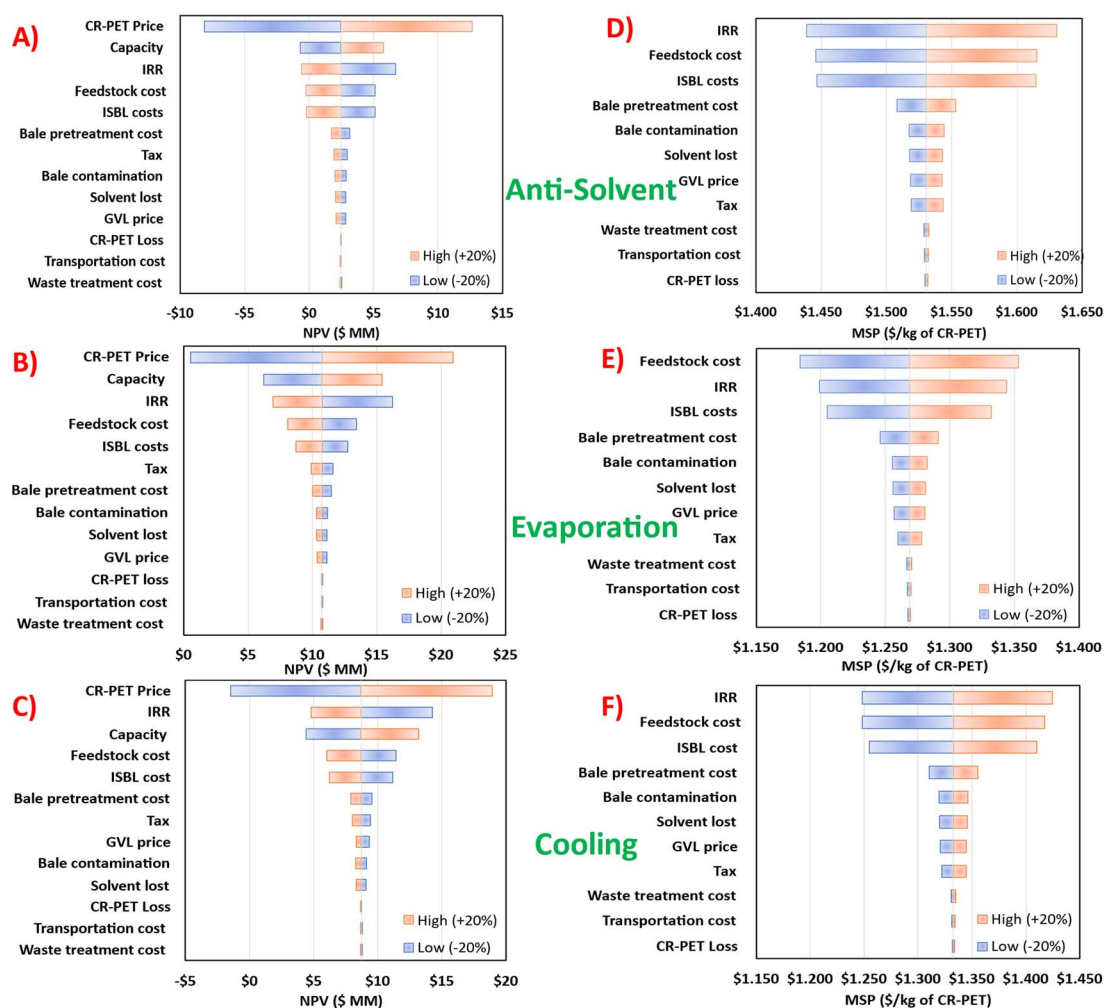 A)
CR-PET Price
Capacity
IRR
Feedstock cost
ISBL costs
Bale pretreatment cost
Tax
Bale contamination
Solvent lost
GVL price
CR-PET Loss
Transportation cost
Waste treatment cost
High (+20%)
Low (-20%)
-$10 -$5 $0 $5 $10 $15
NPV ($ MM)
Anti-Solvent
D)
IRR
Feedstock cost
ISBL costs
Bale pretreatment cost
Bale contamination
Solvent lost
GVL price
Tax
Waste treatment cost
Transportation cost
CR-PET loss
High (+20%)
Low (-20%)
$1.400 $1.450 $1.500 $1.550 $1.600 $1.650
MSP ($/kg of CR-PET)
B)
CR-PET Price
Capacity
IRR
Feedstock cost
ISBL costs
Tax
Bale pretreatment cost
Bale contamination
Solvent lost
GVL price
CR-PET loss
Transportation cost
Waste treatment cost
High (+20%)
Low (-20%)
$0 $5 $10 $15 $20 $25
NPV ($ MM)
Evaporation
E)
Feedstock cost
IRR
ISBL costs
Bale pretreatment cost
Bale contamination
Solvent lost
GVL price
Tax
Waste treatment cost
Transportation cost
CR-PET loss
High (+20%)
Low (-20%)
$1.150 $1.200 $1.250 $1.300 $1.350 $1.400
MSP ($/kg of CR-PET)
C)
CR-PET Price
IRR
Capacity
Feedstock cost
ISBL cost
Bale pretreatment cost
Tax
GVL price
Bale contamination
Solvent lost
CR-PET Loss
Transportation cost
Waste treatment cost
High (+20%)
Low (-20%)
-$5 $0 $5 $10 $15 $20
NPV ($ MM)
Cooling
F)
IRR
Feedstock cost
ISBL cost
Bale pretreatment cost
Bale contamination
Solvent lost
GVL price
Tax
Waste treatment cost
Transportation cost
CR-PET Loss
High (+20%)
Low (-20%)
$1.150 $1.200 $1.250 $1.300 $1.350 $1.400 $1.450
MSP ($/kg of CR-PET)